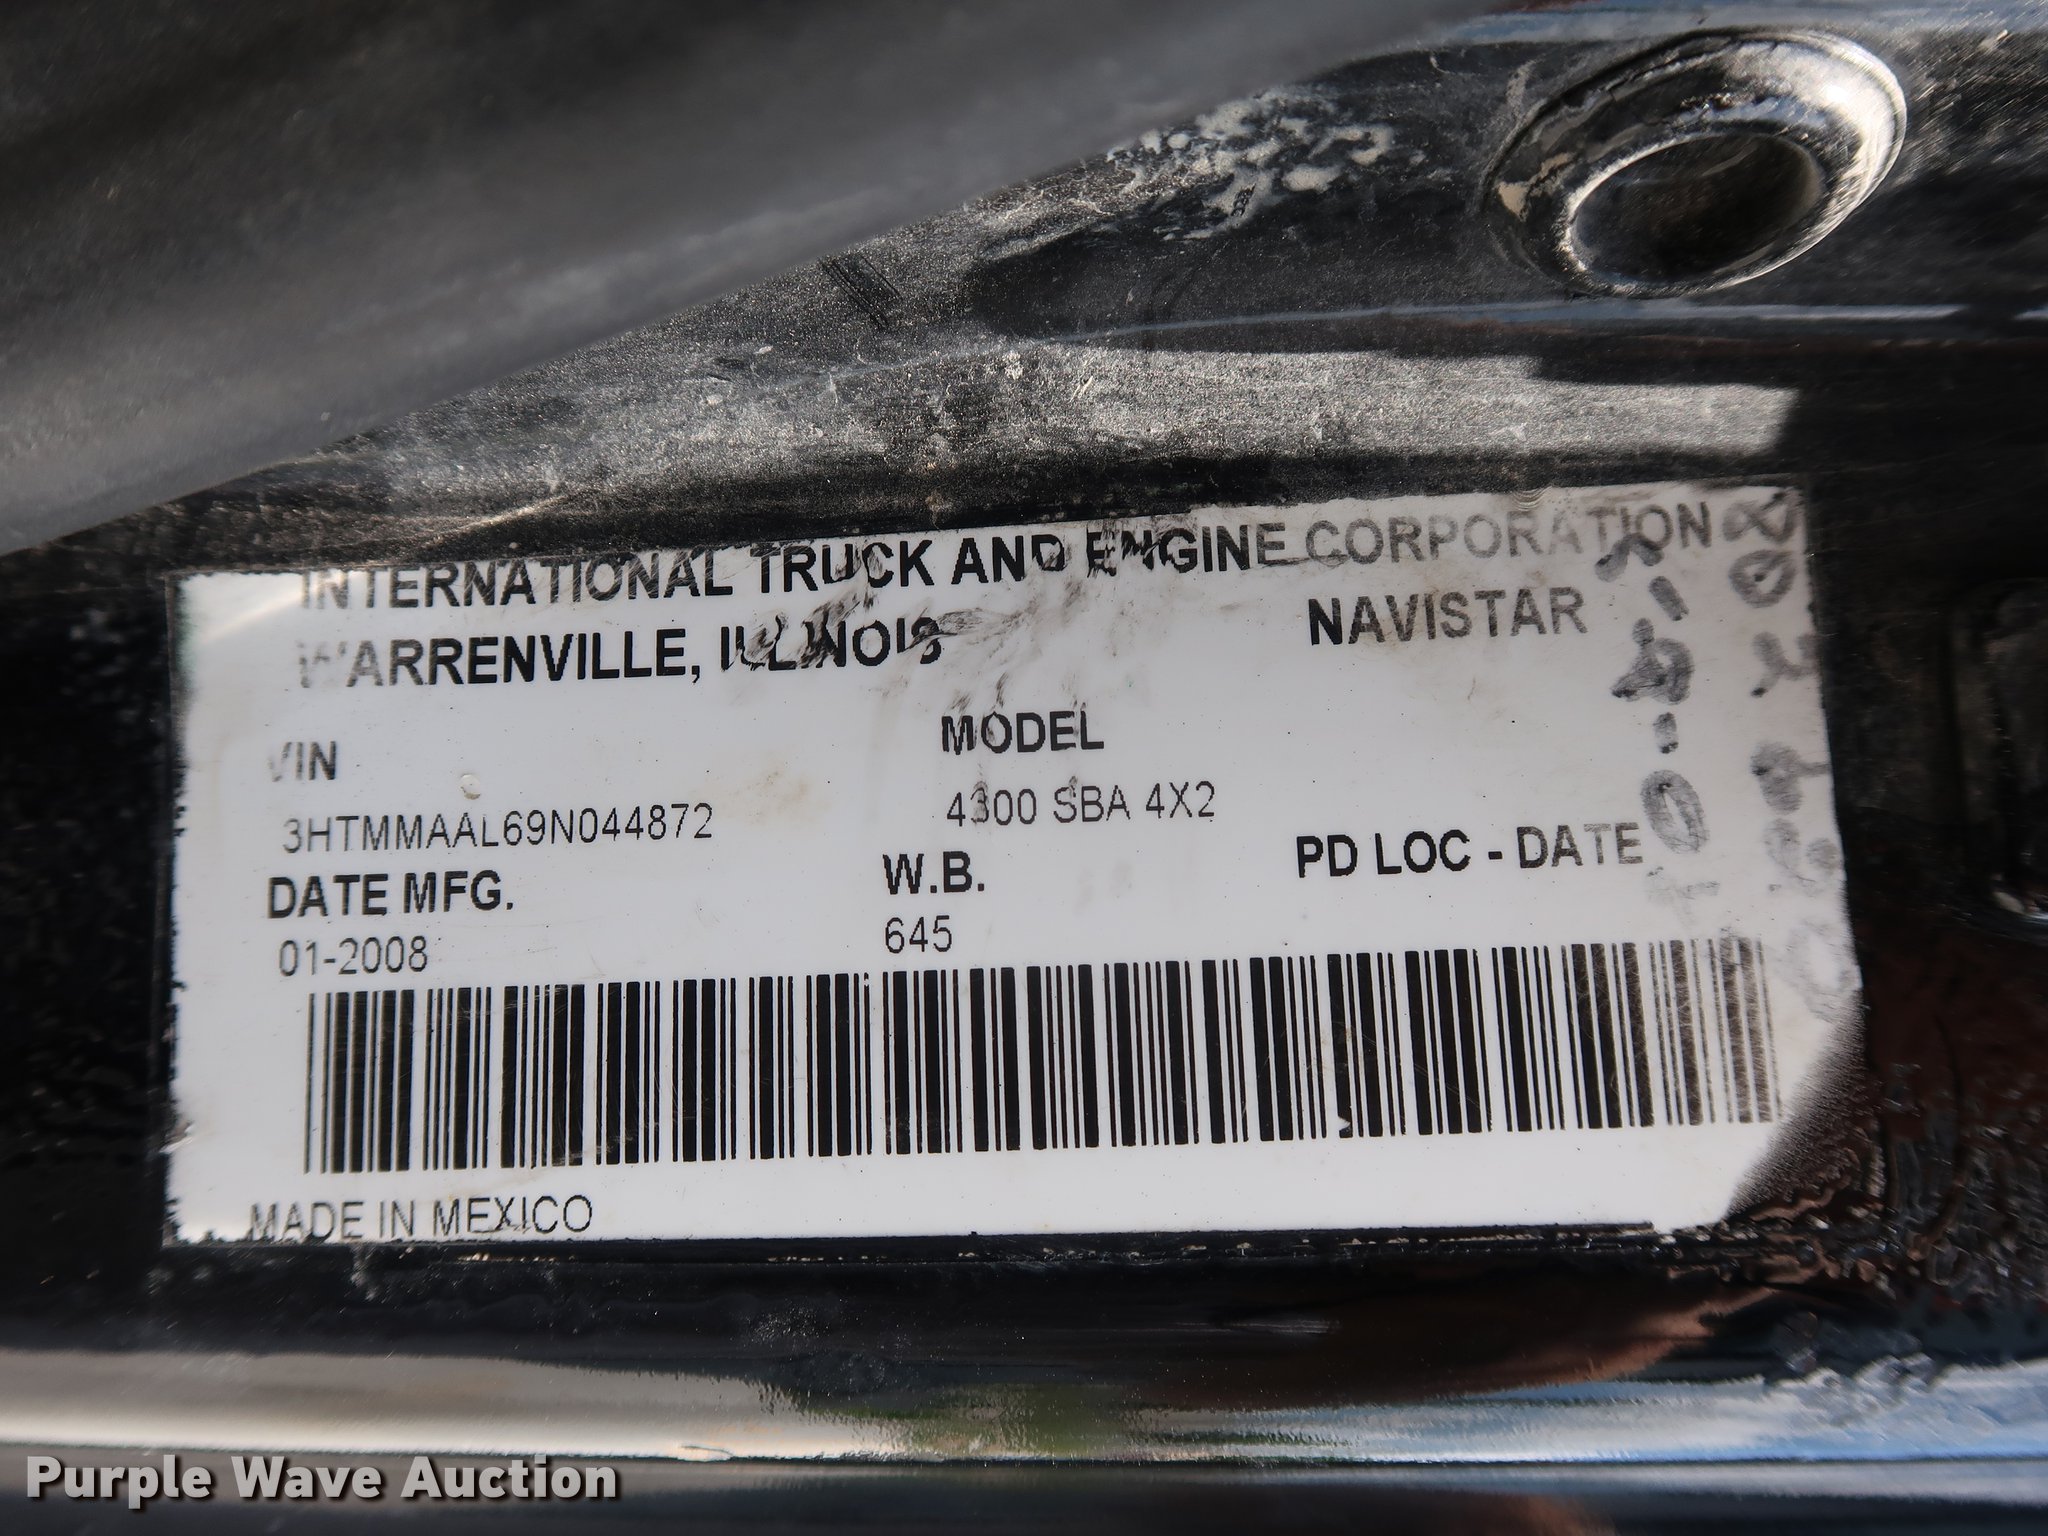 INTERNATIONAL TRUCK AND ENGINE CORPORATION
WARRENVILLE, ILLINOIS NAVISTAR
VIN MODEL
3HTMMAAL69N044872 4300 SBA 4X2
DATE MFG. W.B. PD LOC - DATE
01-2008 645
MADE IN MEXICO
Purple Wave Auction